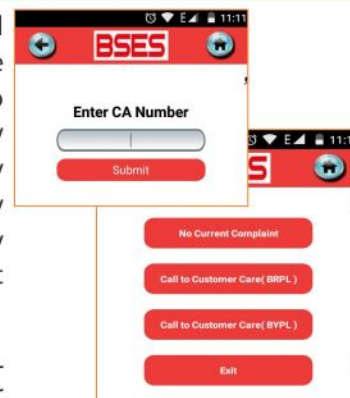 11:11
BSES
Enter CA Number
Submit
11:1
S
No Current Complaint
Call to Customer Care( BRPL )
Call to Customer Care( BYPL )
Exit